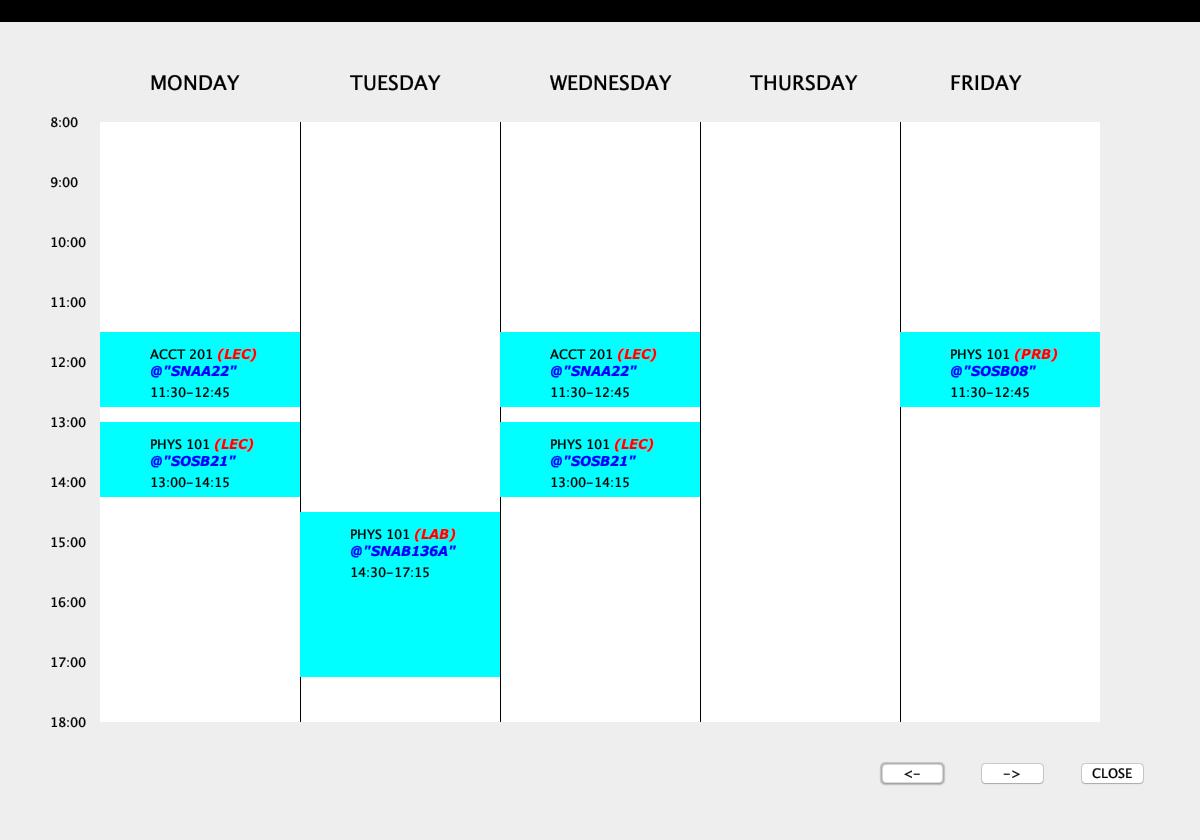 MONDAY TUESDAY WEDNESDAY THURSDAY FRIDAY
8:00
9:00
10:00
11:00
12:00
13:00
14:00
15:00
16:00
17:00
18:00
ACCT 201 (LEC)
@"SNAA22"
11:30-12:45
PHYS 101 (LEC)
@"SOSB21"
13:00-14:15
PHYS 101 (LAB)
@"SNAB136A"
14:30-17:15
ACCT 201 (LEC)
@"SNAA22"
11:30-12:45
PHYS 101 (LEC)
@"SOSB21"
13:00-14:15
PHYS 101 (PRB)
@"SOSB08"
11:30-12:45
<- -> CLOSE